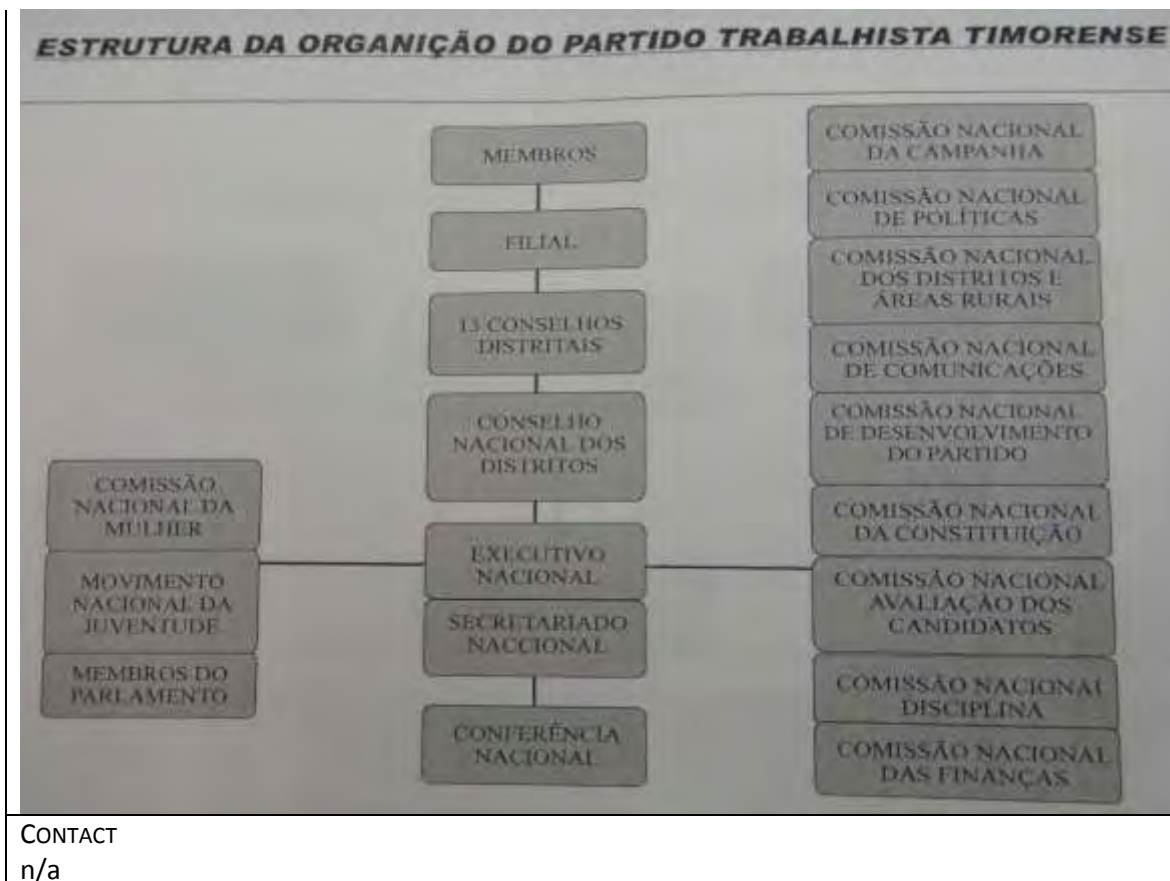 ESTRUTURA DA ORGANIÇÃO DO PARTIDO TRABALHISTA TIMORENSE
MEMBROS
FILIAL
13 CONSELHOS
DISTRITAIS
CONSELHO
NACIONAL DOS
DISTRITOS
EXECUTIVO
NACIONAL
SECRETARIADO
NACCIONAL
CONFERÊNCIA
NACIONAL
COMISSÃO
NACIONAL DA
MULHER
MOVIMENTO
NACIONAL DA
JUVENTUDE
MEMBROS DO
PARLAMENTO
COMISSÃO NACIONAL
DA CAMPANHA
COMISSÃO NACIONAL
DE POLÍTICAS
COMISSÃO NACIONAL
DOS DISTRITOS E
ÁREAS RURAIS
COMISSÃO NACIONAL
DE COMUNICAÇÕES
COMISSÃO NACIONAL
DE DESENVOLVIMENTO
DO PARTIDO
COMISSÃO NACIONAL
DA CONSTITUIÇÃO
COMISSÃO NACIONAL
AVALIAÇÃO DOS
CANDIDATOS
COMISSÃO NACIONAL
DISCIPLINA
COMISSÃO NACIONAL
DAS FINANÇAS
CONTACT
n/a